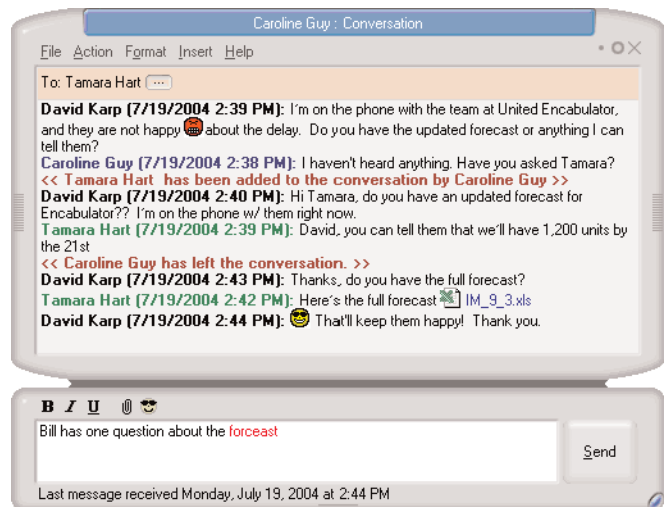 Caroline Guy : Conversation
File Action Format Insert Help
To: Tamara Hart ...
David Karp (7/19/2004 2:39 PM): I'm on the phone with the team at United Encabulator,
and they are not happy about the delay. Do you have the updated forecast or anything I can
tell them?
Caroline Guy (7/19/2004 2:38 PM): I haven't heard anything. Have you asked Tamara?
<< Tamara Hart has been added to the conversation by Caroline Guy >>
David Karp (7/19/2004 2:40 PM): Hi Tamara, do you have an updated forecast for
Encabulator?? I'm on the phone w/ them right now.
Tamara Hart (7/19/2004 2:39 PM): David, you can tell them that we'll have 1,200 units by
the 21st
<< Caroline Guy has left the conversation. >>
David Karp (7/19/2004 2:43 PM): Thanks, do you have the full forecast?
Tamara Hart (7/19/2004 2:42 PM): Here's the full forecast IM_9_3.xls
David Karp (7/19/2004 2:44 PM): That'll keep them happy! Thank you.
B I U
Bill has one question about the forceast
Send
Last message received Monday, July 19, 2004 at 2:44 PM